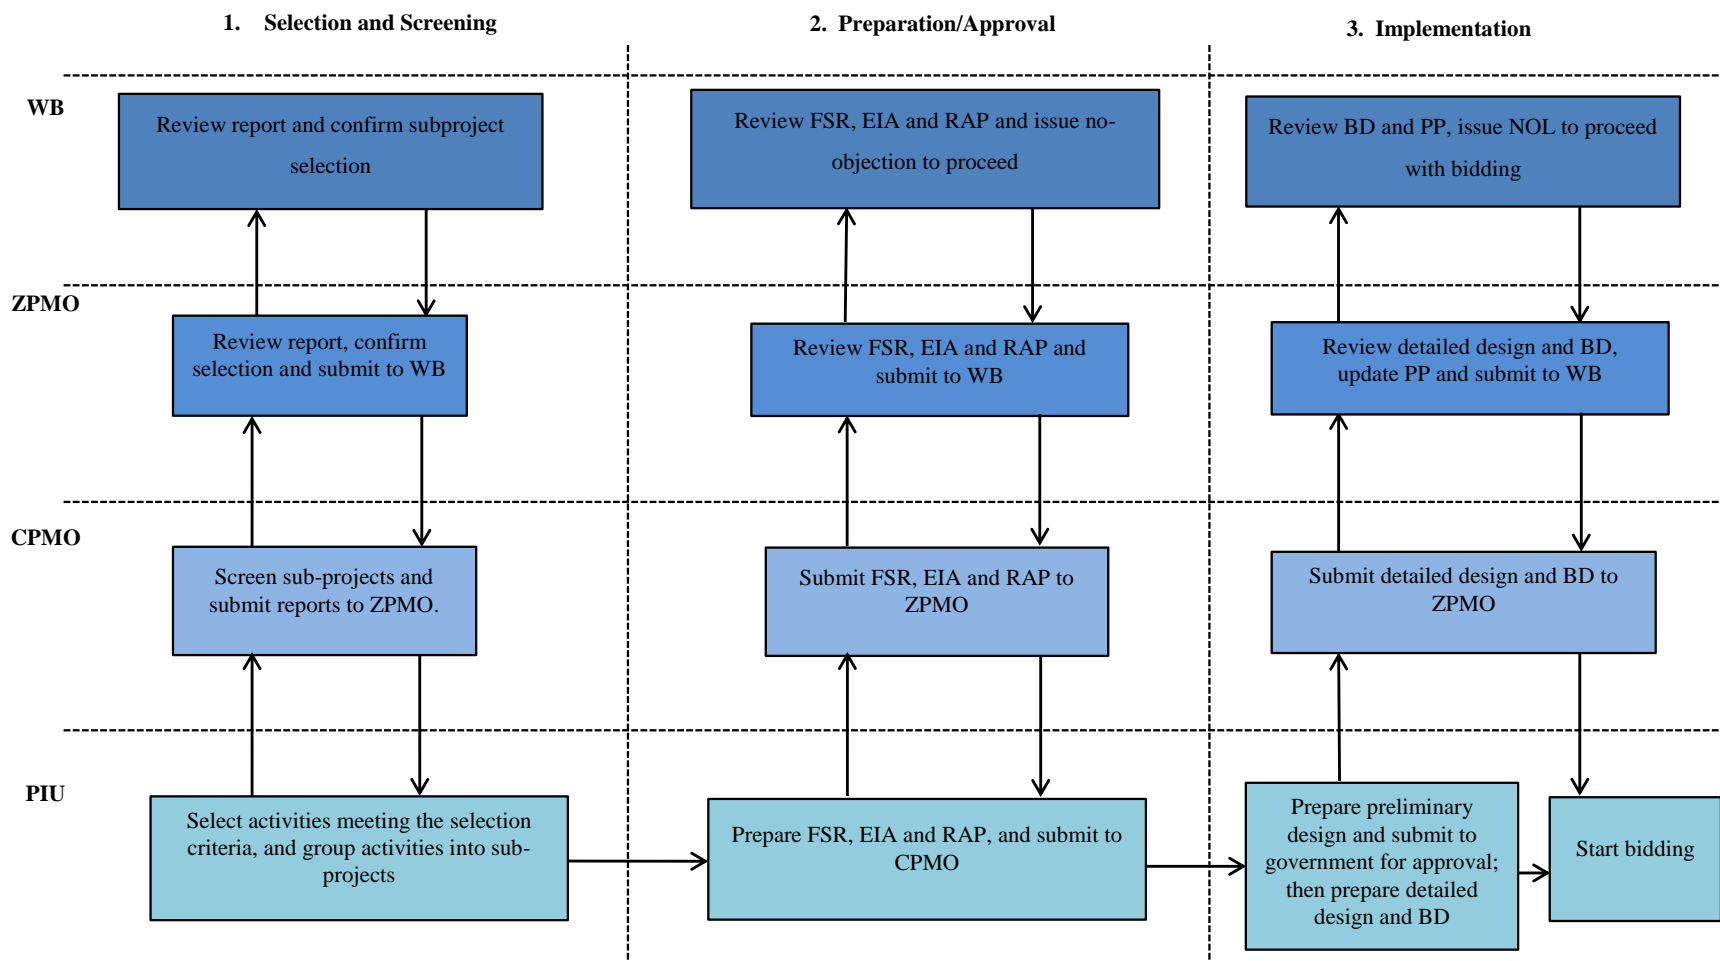 1. Selection and Screening
2. Preparation/Approval
3. Implementation
WB
Review report and confirm subproject
selection
Review FSR, EIA and RAP and issue no-
objection to proceed
Review BD and PP, issue NOL to proceed
with bidding
ZPMO
Review report, confirm
selection and submit to WB
Review FSR, EIA and RAP and
submit to WB
Review detailed design and BD,
update PP and submit to WB
CPMO
Screen sub-projects and
submit reports to ZPMO.
Submit FSR, EIA and RAP to
ZPMO
Submit detailed design and BD to
ZPMO
PIU
Select activities meeting the selection
criteria, and group activities into sub-
projects
Prepare FSR, EIA and RAP, and submit to
CPMO
Prepare preliminary
design and submit to
government for approval;
then prepare detailed
design and BD
Start bidding